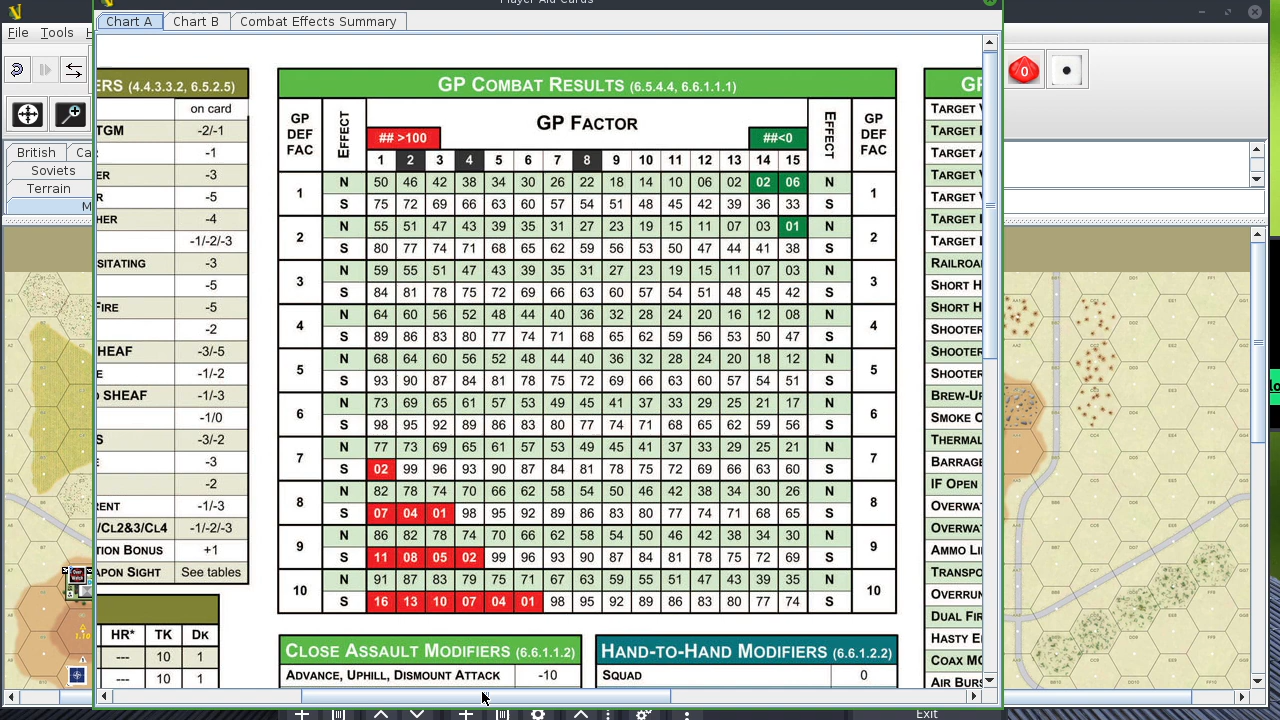 Player Aid Cards
Chart A Chart B Combat Effects Summary
File Tools
0
British Ca
Soviets
Terrain
M
ERS (4.4.3.3.2, 6.5.2.5)
on card
TGM -2/-1
-1
ER -3
R -5
HER -4
-1/-2/-3
SITATING -3
-5
FIRE -5
-2
HEAF -3/-5
E -1/-2
SHEAF -1/-3
-1/0
S -3/-2
E -3
-2
RENT -1/-3
/CL2&3/CL4 -1/-2/-3
TION BONUS +1
APON SIGHT See tables
HR* TK DK
--- 10 1
--- 10 1
GP COMBAT RESULTS (6.5.4.4, 6.6.1.1.1)
GP DEF FAC EFFECT GP FACTOR EFFECT GP DEF FAC
## >100 ##<0
1 2 3 4 5 6 7 8 9 10 11 12 13 14 15
1 N 50 46 42 38 34 30 26 22 18 14 10 06 02 02 06 N 1
S 75 72 69 66 63 60 57 54 51 48 45 42 39 36 33 S
2 N 55 51 47 43 39 35 31 27 23 19 15 11 07 03 01 N 2
S 80 77 74 71 68 65 62 59 56 53 50 47 44 41 38 S
3 N 59 55 51 47 43 39 35 31 27 23 19 15 11 07 03 N 3
S 84 81 78 75 72 69 66 63 60 57 54 51 48 45 42 S
4 N 64 60 56 52 48 44 40 36 32 28 24 20 16 12 08 N 4
S 89 86 83 80 77 74 71 68 65 62 59 56 53 50 47 S
5 N 68 64 60 56 52 48 44 40 36 32 28 24 20 18 12 N 5
S 93 90 87 84 81 78 75 72 69 66 63 60 57 54 51 S
6 N 73 69 65 61 57 53 49 45 41 37 33 29 25 21 17 N 6
S 98 95 92 89 86 83 80 77 74 71 68 65 62 59 56 S
7 N 77 73 69 65 61 57 53 49 45 41 37 33 29 25 21 N 7
S 02 99 96 93 90 87 84 81 78 75 72 69 66 63 60 S
8 N 82 78 74 70 66 62 58 54 50 46 42 38 34 30 26 N 8
S 07 04 01 98 95 92 89 86 83 80 77 74 71 68 65 S
9 N 86 82 78 74 70 66 62 58 54 50 46 42 38 34 30 N 9
S 11 08 05 02 99 96 93 90 87 84 81 78 75 72 69 S
10 N 91 87 83 79 75 71 67 63 59 55 51 47 43 39 35 N 10
S 16 13 10 07 04 01 98 95 92 89 86 83 80 77 74 S
CLOSE ASSAULT MODIFIERS (6.6.1.1.2)
ADVANCE, UPHILL, DISMOUNT ATTACK -10
HAND-TO-HAND MODIFIERS (6.6.1.2.2)
SQUAD 0
GP
TARGET
TARGET
TARGET
TARGET
TARGET
TARGET
TARGET
RAILROA
SHORT H
SHORT H
SHOOTER
SHOOTER
SHOOTER
BREW-UP
SMOKE
THERMAL
BARRAGE
IF OPEN
OVERWA
OVERWA
AMMO LI
TRANSPO
OVERRUN
DUAL FIR
HASTY E
COAX M
AIR BURS
Exit